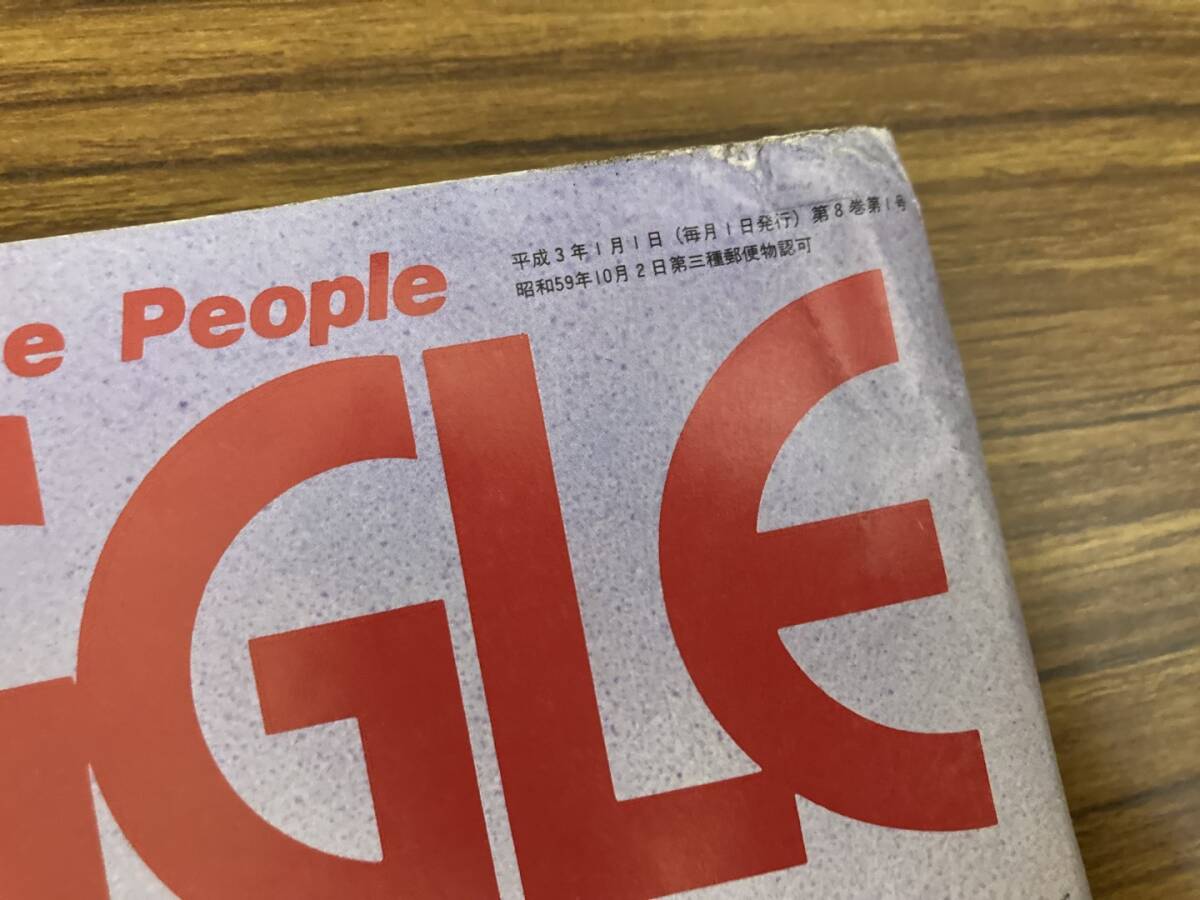 平成3年1月1日(毎月1日発行)第8巻第1号
昭和59年10月2日第三種郵便物認可
e People
GGLE